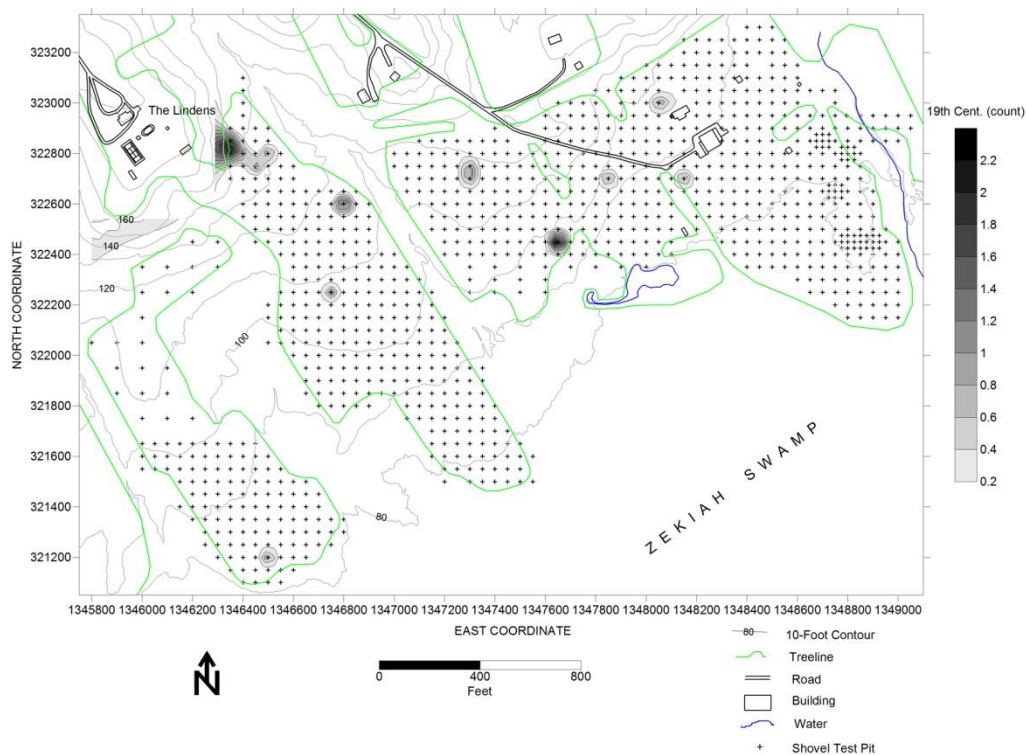 323200
323000
322800
322600
322400
322200
322000
321800
321600
321400
321200
NORTH COORDINATE
The Lindens
160
140
120
100
80
ZEKIAH SWAMP
1345800 1346000 1346200 1346400 1346600 1346800 1347000 1347200 1347400 1347600 1347800 1348000 1348200 1348400 1348600 1348800 1349000
EAST COORDINATE
19th Cent. (count)
2.2
2
1.8
1.6
1.4
1.2
1
0.8
0.6
0.4
0.2
N
0 400 800
Feet
80 10-Foot Contour
Treeline
Road
Building
Water
Shovel Test Pit